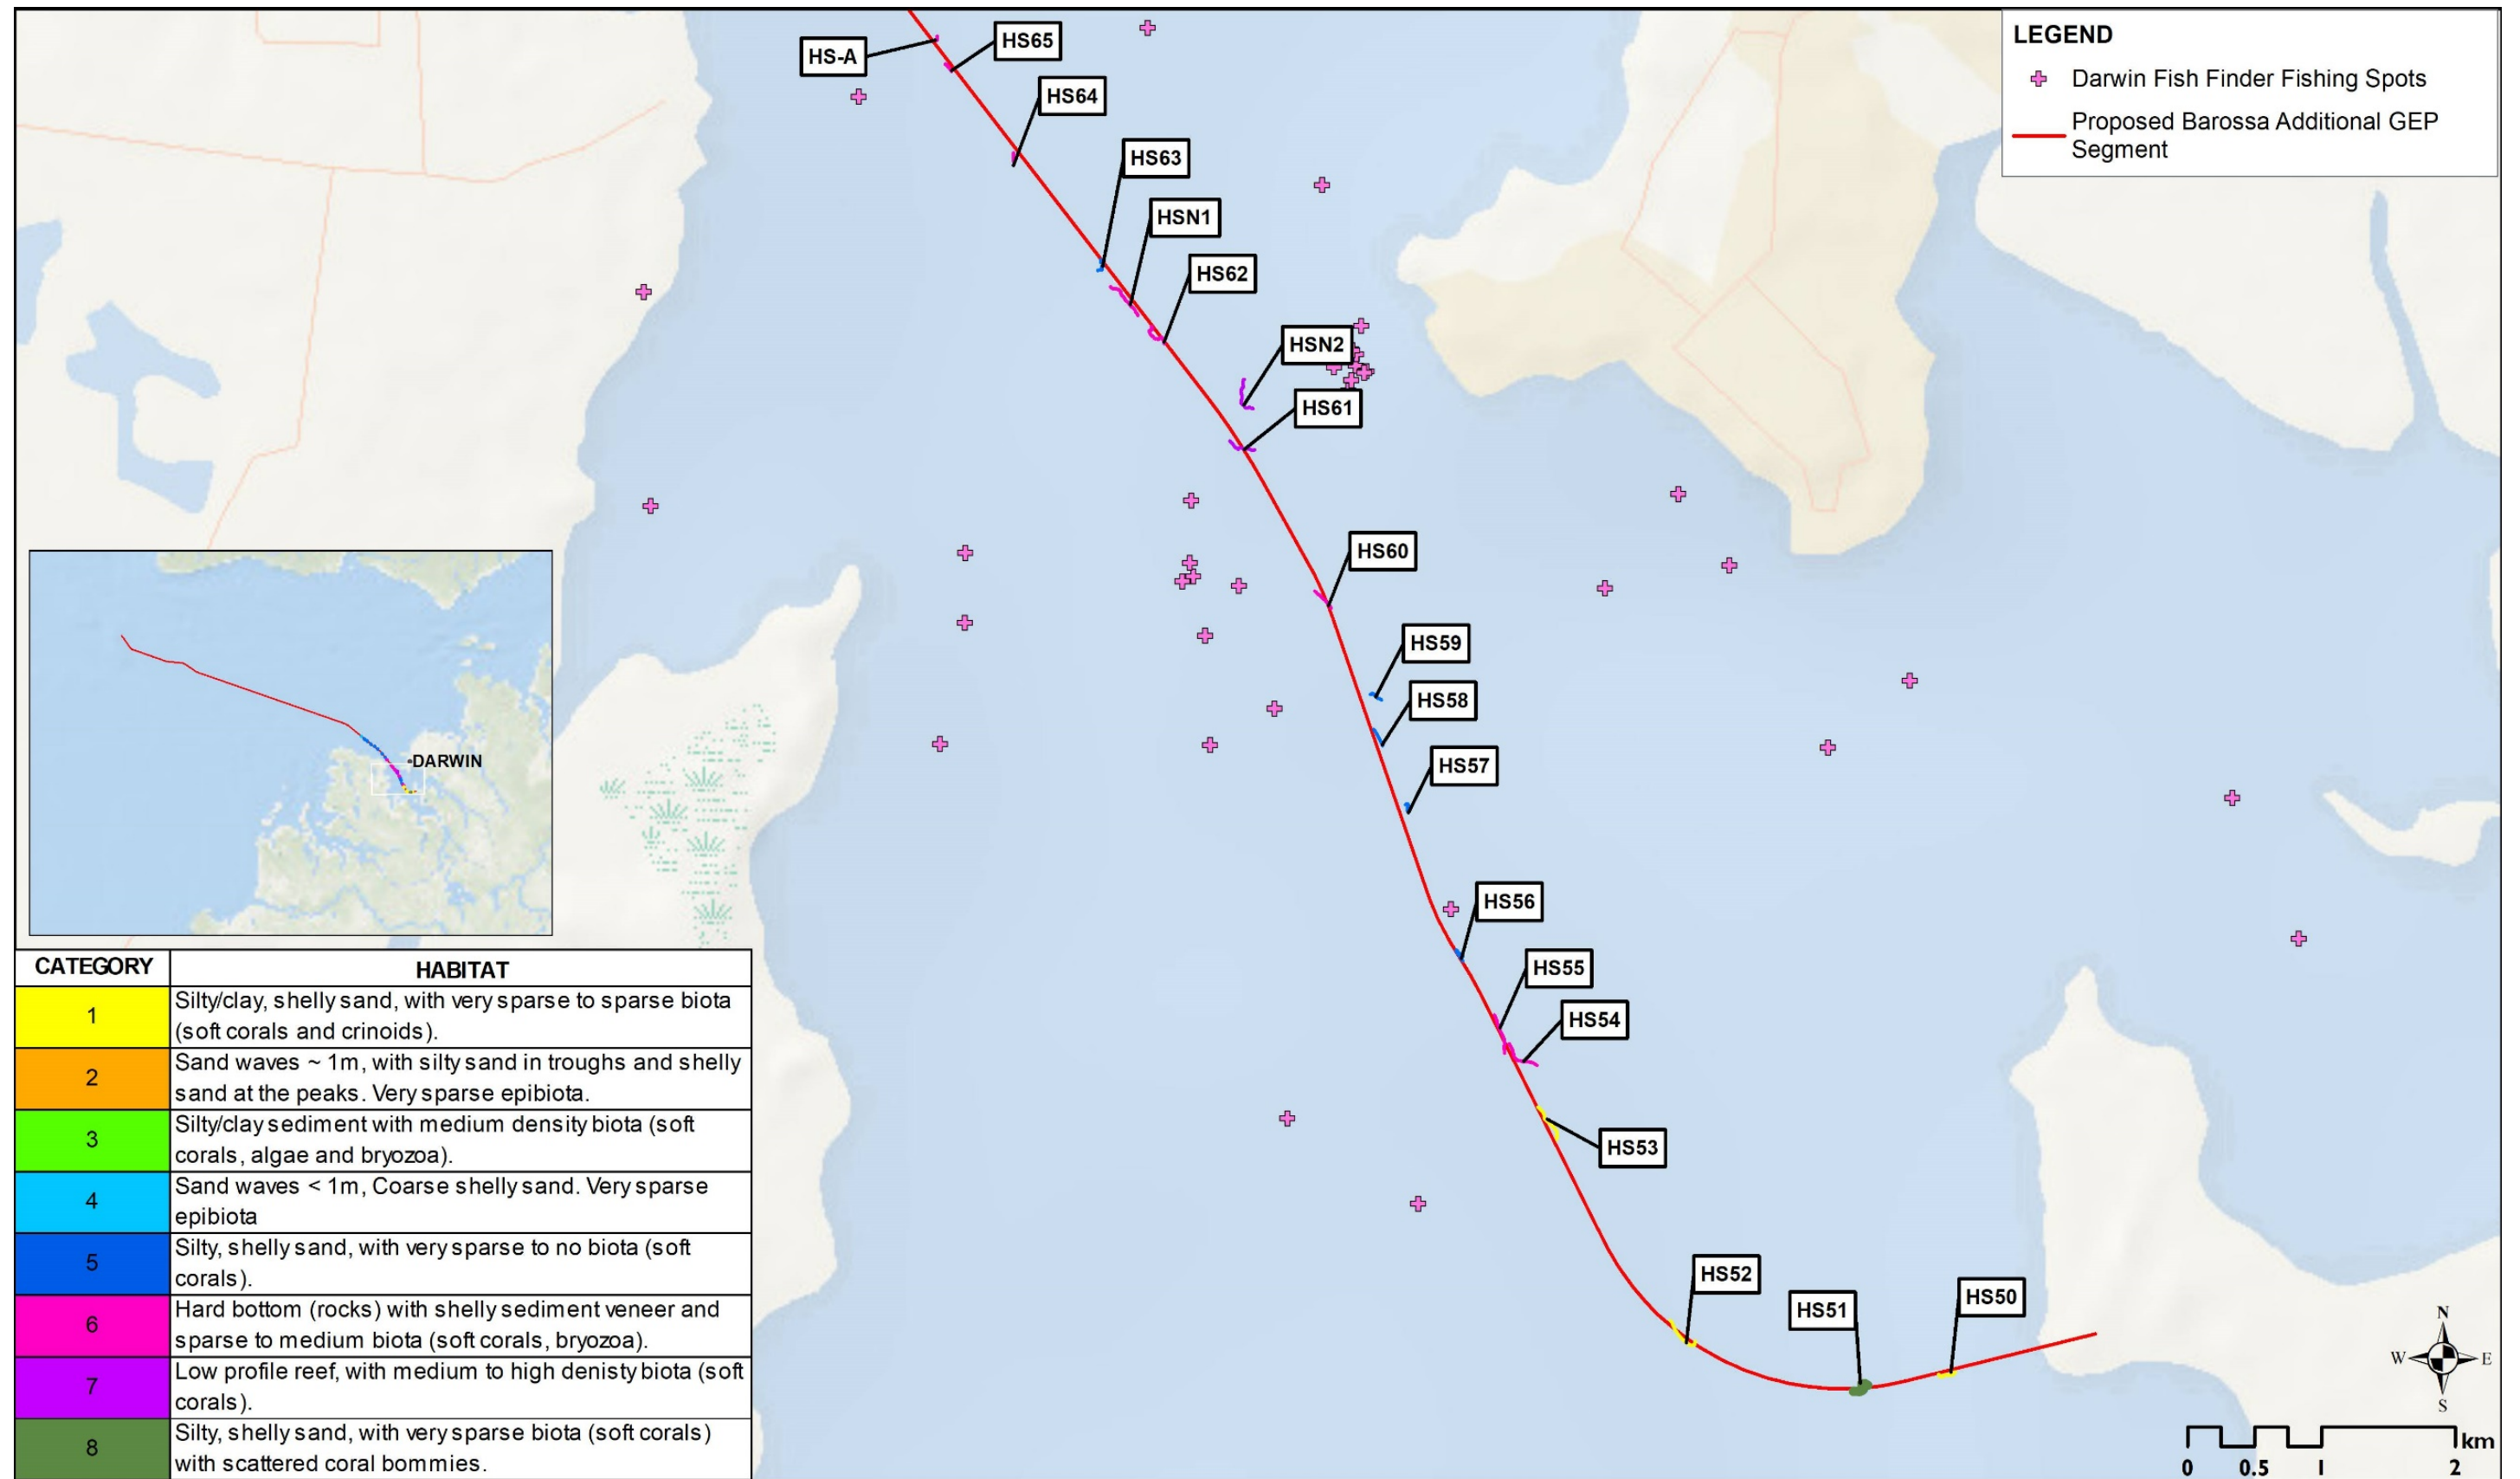 LEGEND
Darwin Fish Finder Fishing Spots
Proposed Barossa Additional GEP
Segment
HS-A
HS65
HS64
HS63
HSN1
HS62
HSN2
HS61
HS60
HS59
HS58
HS57
HS56
HS55
HS54
HS53
HS52
HS51
HS50
DARWIN
CATEGORY HABITAT
1 Silty/clay, shelly sand, with very sparse to sparse biota
(soft corals and crinoids).
2 Sand waves ~ 1m, with silty sand in troughs and shelly
sand at the peaks. Very sparse epibiota.
3 Silty/clay sediment with medium density biota (soft
corals, algae and bryozoa).
4 Sand waves < 1m, Coarse shelly sand. Very sparse
epibiota
5 Silty, shelly sand, with very sparse to no biota (soft
corals).
6 Hard bottom (rocks) with shelly sediment veneer and
sparse to medium biota (soft corals, bryozoa).
7 Low profile reef, with medium to high denisty biota (soft
corals).
8 Silty, shelly sand, with very sparse biota (soft corals)
with scattered coral bommies.
N
W E
S
km
0 0.5 1 2